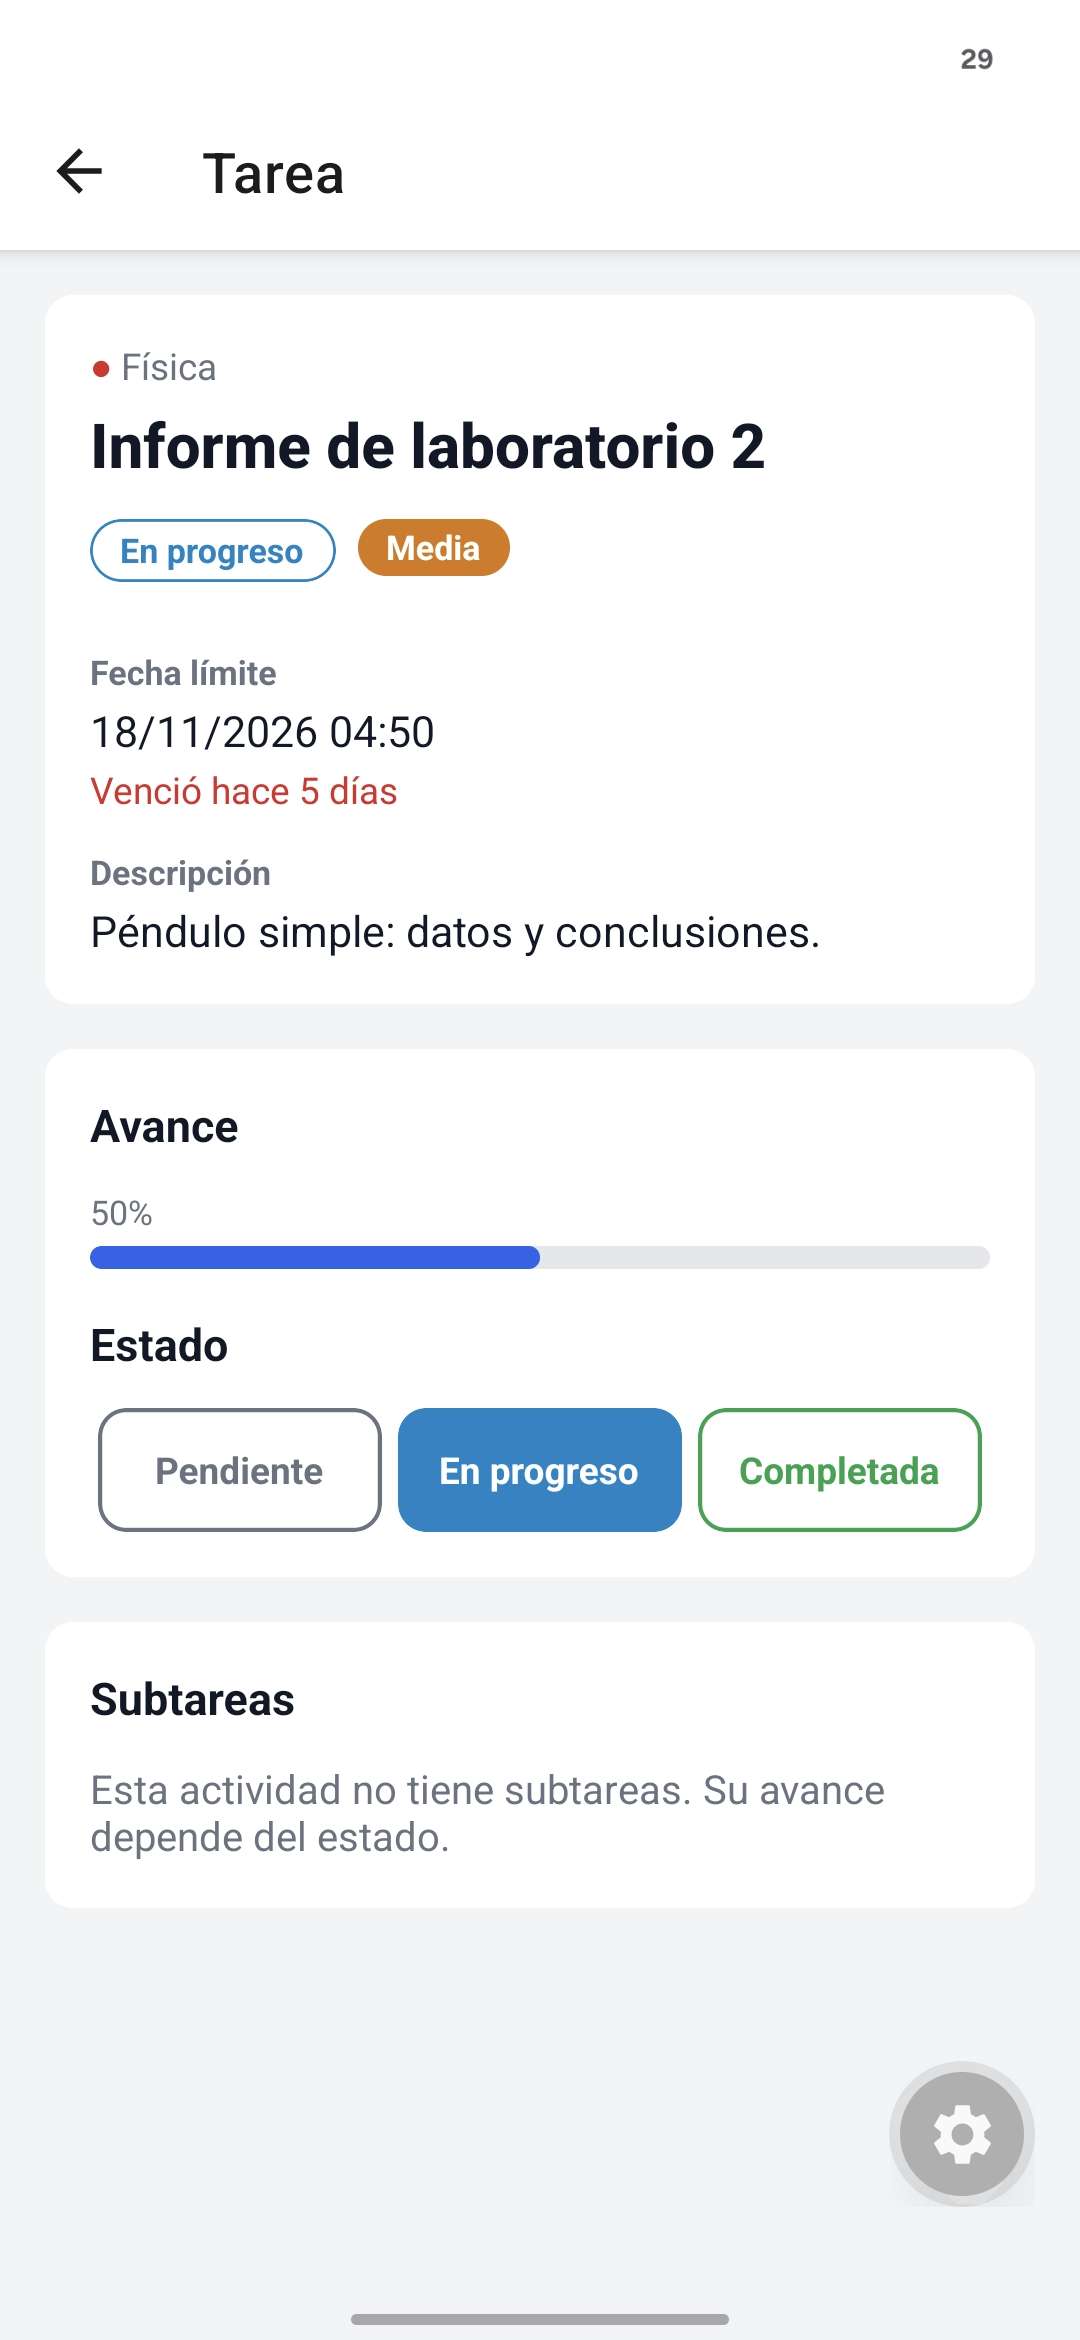 29
Tarea
Física
Informe de laboratorio 2
En progreso Media
Fecha límite
18/11/2026 04:50
Venció hace 5 días
Descripción
Péndulo simple: datos y conclusiones.
Avance
50%
Estado
Pendiente En progreso Completada
Subtareas
Esta actividad no tiene subtareas. Su avance
depende del estado.